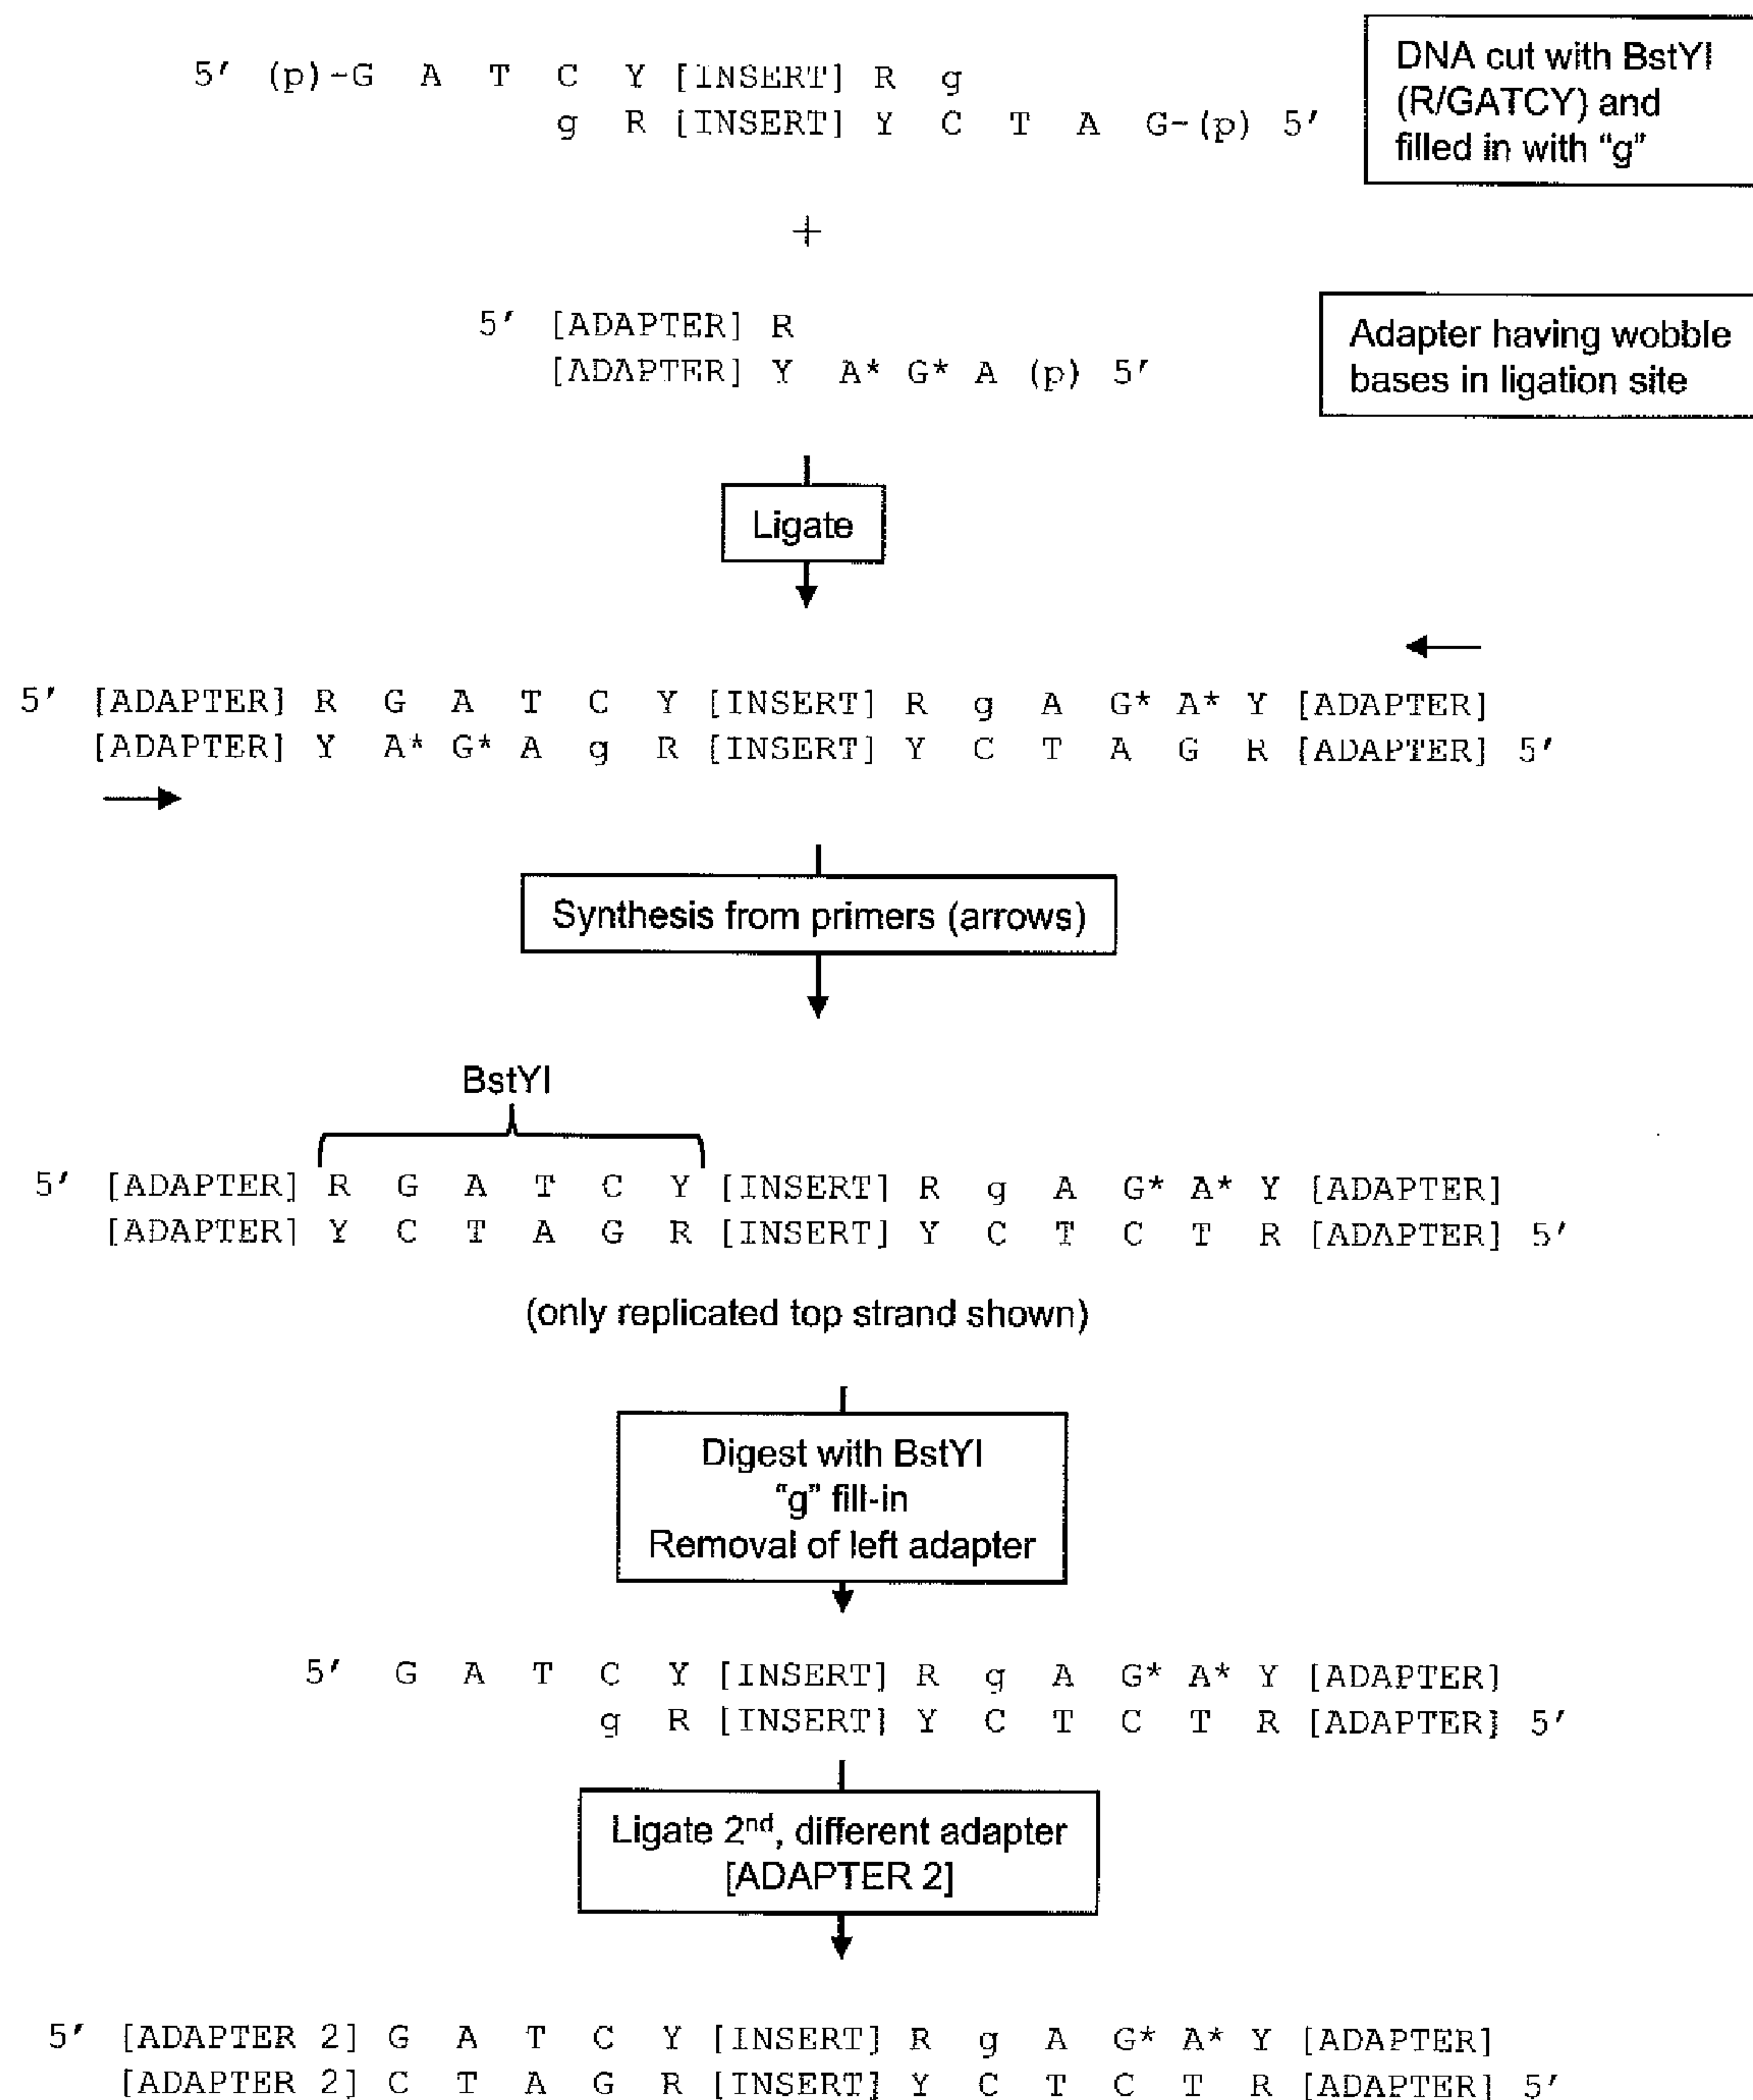 5′ (p)-G A T C Y [INSERT] R g
g R [INSERT] Y C T A G-(p) 5′
DNA cut with BstYI
(R/GATCY) and
filled in with “g”
+
5′ [ADAPTER] R
[ADAPTER] Y A* G* A (p) 5′
Adapter having wobble
bases in ligation site
Ligate
5′ [ADAPTER] R G A T C Y [INSERT] R g A G* A* Y [ADAPTER]
[ADAPTER] Y A* G* A g R [INSERT] Y C T A G R [ADAPTER] 5′
Synthesis from primers (arrows)
BstYI
5′ [ADAPTER] R G A T C Y [INSERT] R g A G* A* Y [ADAPTER]
[ADAPTER] Y C T A G R [INSERT] Y C T C T R [ADAPTER] 5′
(only replicated top strand shown)
Digest with BstYI
“g” fill-in
Removal of left adapter
5′ G A T C Y [INSERT] R g A G* A* Y [ADAPTER]
g R [INSERT] Y C T C T R [ADAPTER] 5′
Ligate 2nd, different adapter
[ADAPTER 2]
5′ [ADAPTER 2] G A T C Y [INSERT] R g A G* A* Y [ADAPTER]
[ADAPTER 2] C T A G R [INSERT] Y C T C T R [ADAPTER] 5′